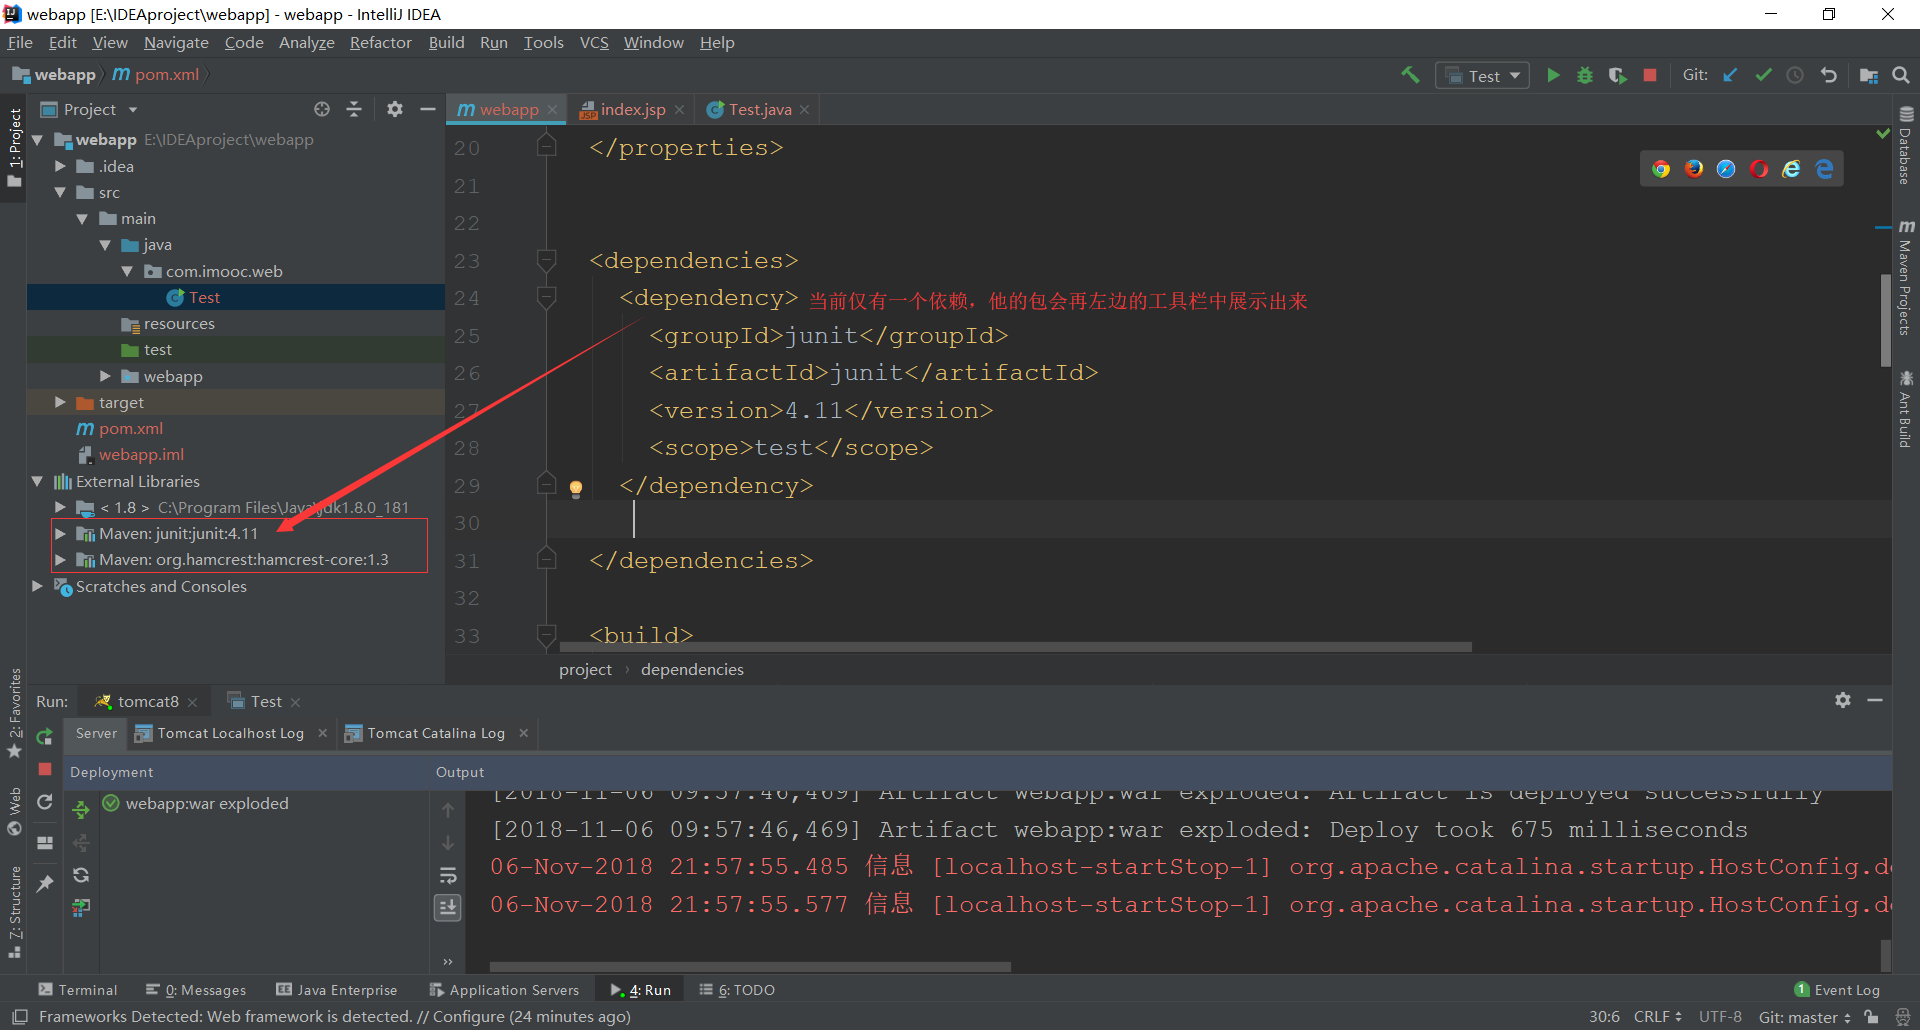 webapp [E:\IDEAproject\webapp] - webapp - IntelliJ IDEA
File Edit View Navigate Code Analyze Refactor Build Run Tools VCS Window Help
webapp pom.xml Test Git:
Project
webapp index.jsp Test.java
1: Project
webapp E:\IDEAproject\webapp
.idea
src
main
java
com.imooc.web
Test
resources
test
webapp
target
pom.xml
webapp.iml
External Libraries
< 1.8 > C:\Program Files\Java\jdk1.8.0_181
Maven: junit:junit:4.11
Maven: org.hamcrest:hamcrest-core:1.3
Scratches and Consoles
20 </properties>
21
22
23 <dependencies>
24 <dependency> 当前仅有一个依赖，他的包会再左边的工具栏中展示出来
25 <groupId>junit</groupId>
26 <artifactId>junit</artifactId>
27 <version>4.11</version>
28 <scope>test</scope>
29 </dependency>
30
31 </dependencies>
32
33 <build>
project › dependencies
Database
Maven Projects
Ant Build
2: Favorites
Web
7: Structure
Run: tomcat8 Test
Server Tomcat Localhost Log Tomcat Catalina Log
Deployment Output
webapp:war exploded
[2018-11-06 09:57:46,469] Artifact webapp:war exploded: Artifact is deployed successfully
[2018-11-06 09:57:46,469] Artifact webapp:war exploded: Deploy took 675 milliseconds
06-Nov-2018 21:57:55.485 信息 [localhost-startStop-1] org.apache.catalina.startup.HostConfig.de
06-Nov-2018 21:57:55.577 信息 [localhost-startStop-1] org.apache.catalina.startup.HostConfig.de
Terminal 0: Messages Java Enterprise Application Servers 4: Run 6: TODO 1 Event Log
Frameworks Detected: Web framework is detected. // Configure (24 minutes ago) 30:6 CRLF UTF-8 Git: master